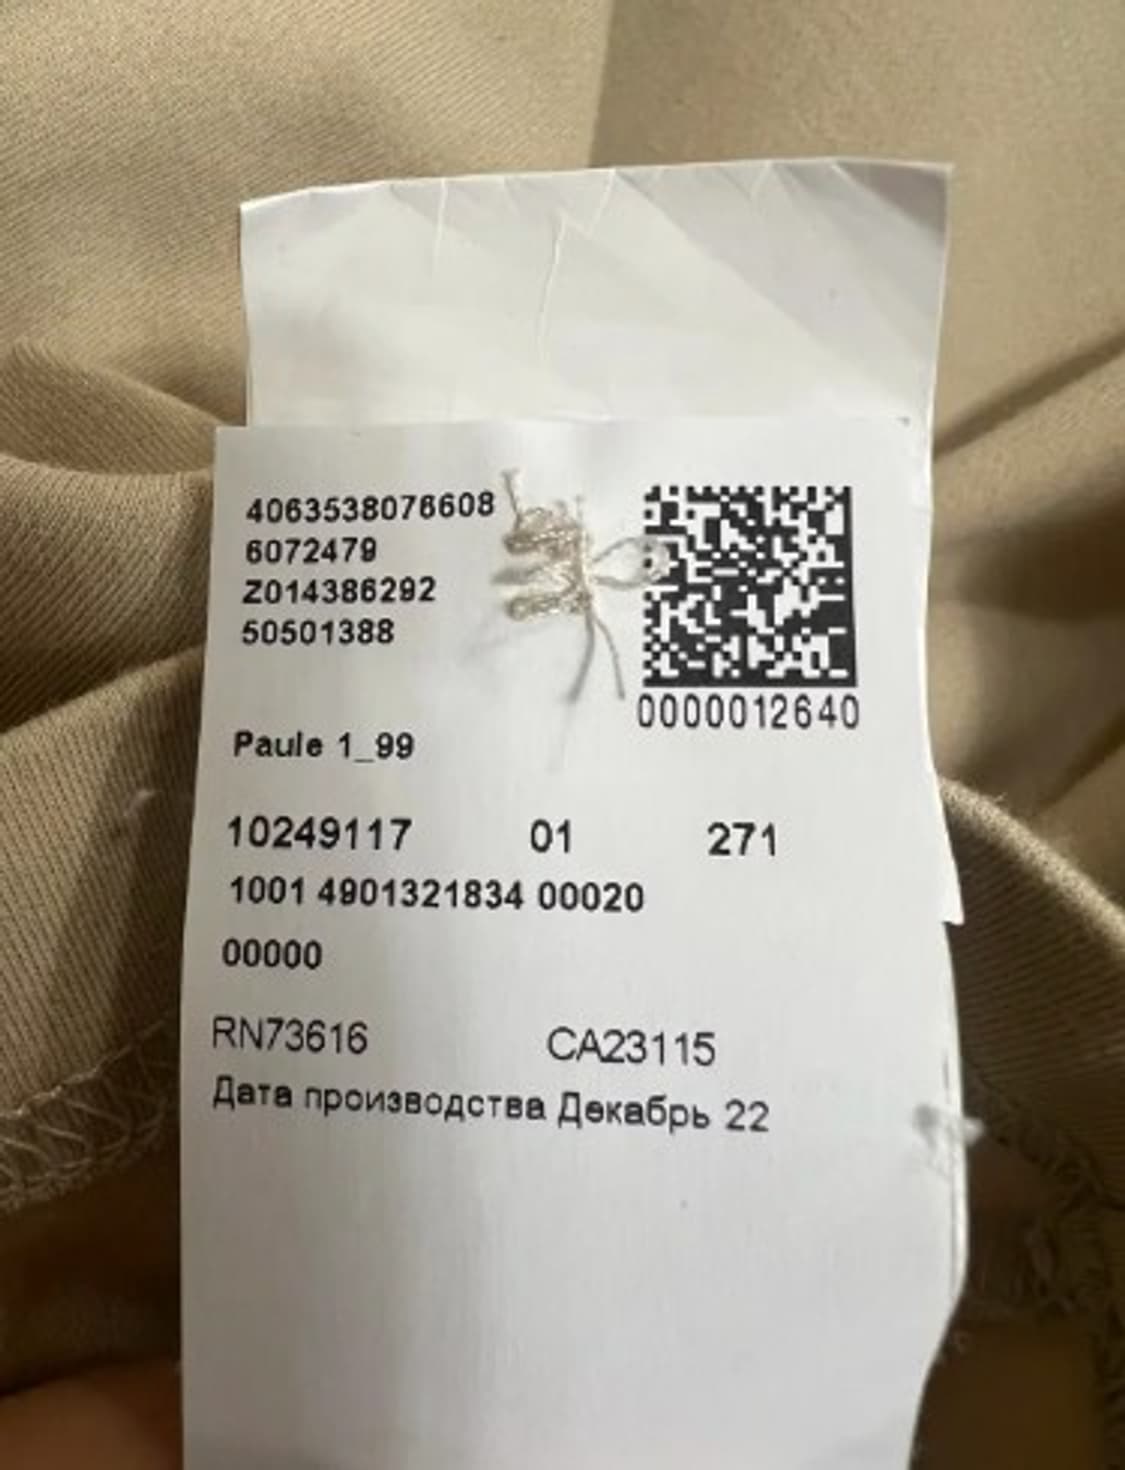 4063538076608
6072479
Z014386292
50501388
0000012640
Paule 1_99
10249117 01 271
1001 4901321834 00020
00000
RN73616 CA23115
Дата производства Декабрь 22